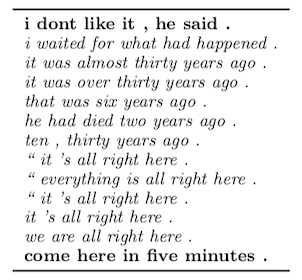 i dont like it , he said .
i waited for what had happened .
it was almost thirty years ago .
it was over thirty years ago .
that was six years ago .
he had died two years ago .
ten , thirty years ago .
“ it ’s all right here .
“ everything is all right here .
“ it ’s all right here .
it ’s all right here .
we are all right here .
come here in five minutes .